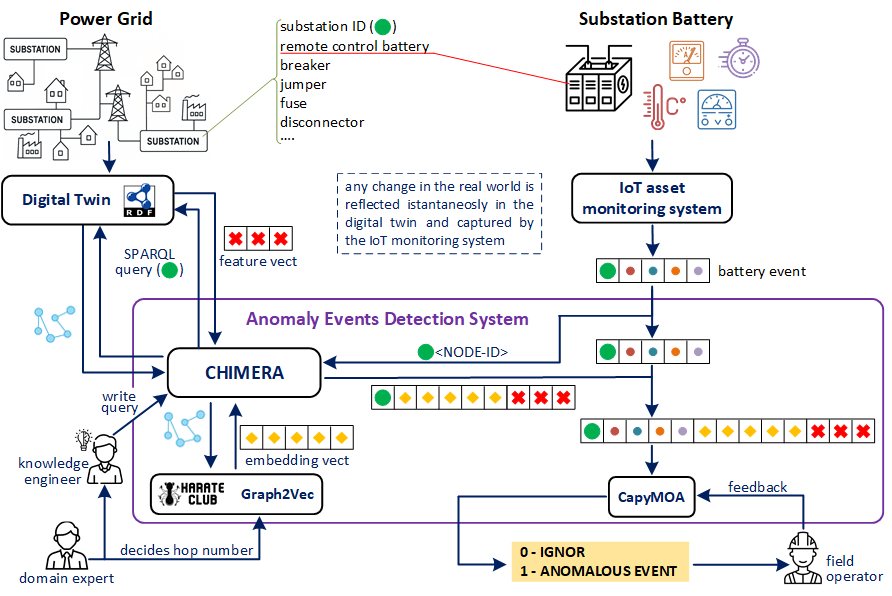 Power Grid
Substation Battery
SUBSTATION
SUBSTATION
SUBSTATION
substation ID ( )
remote control battery
breaker
jumper
fuse
disconnector
....
C°
A
V
Digital Twin
RDF
any change in the real world is
reflected istantaneosly in the
digital twin and captured by
the IoT monitoring system
IoT asset
monitoring system
SPARQL
query ( )
feature vect
battery event
Anomaly Events Detection System
<NODE-ID>
CHIMERA
write
query
embedding vect
knowledge
engineer
KARATE
CLUB
Graph2Vec
CapyMOA
feedback
decides hop number
domain expert
0 - IGNOR
1 - ANOMALOUS EVENT
field
operator